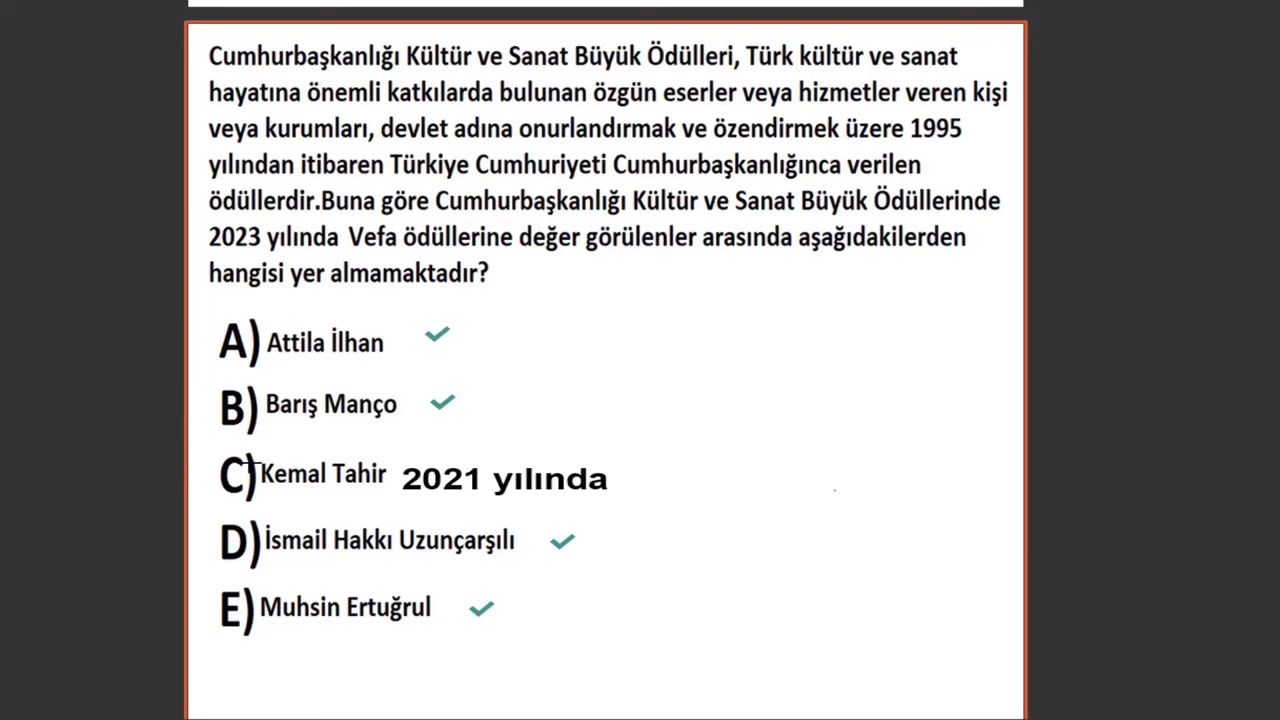 Cumhurbaşkanlığı Kültür ve Sanat Büyük Ödülleri, Türk kültür ve sanat
hayatına önemli katkılarda bulunan özgün eserler veya hizmetler veren kişi
veya kurumları, devlet adına onurlandırmak ve özendirmek üzere 1995
yılından itibaren Türkiye Cumhuriyeti Cumhurbaşkanlığınca verilen
ödüllerdir.Buna göre Cumhurbaşkanlığı Kültür ve Sanat Büyük Ödüllerinde
2023 yılında Vefa ödüllerine değer görülenler arasında aşağıdakilerden
hangisi yer almamaktadır?
A) Attila İlhan
B) Barış Manço
C) Kemal Tahir 2021 yılında
D) İsmail Hakkı Uzunçarşılı
E) Muhsin Ertuğrul